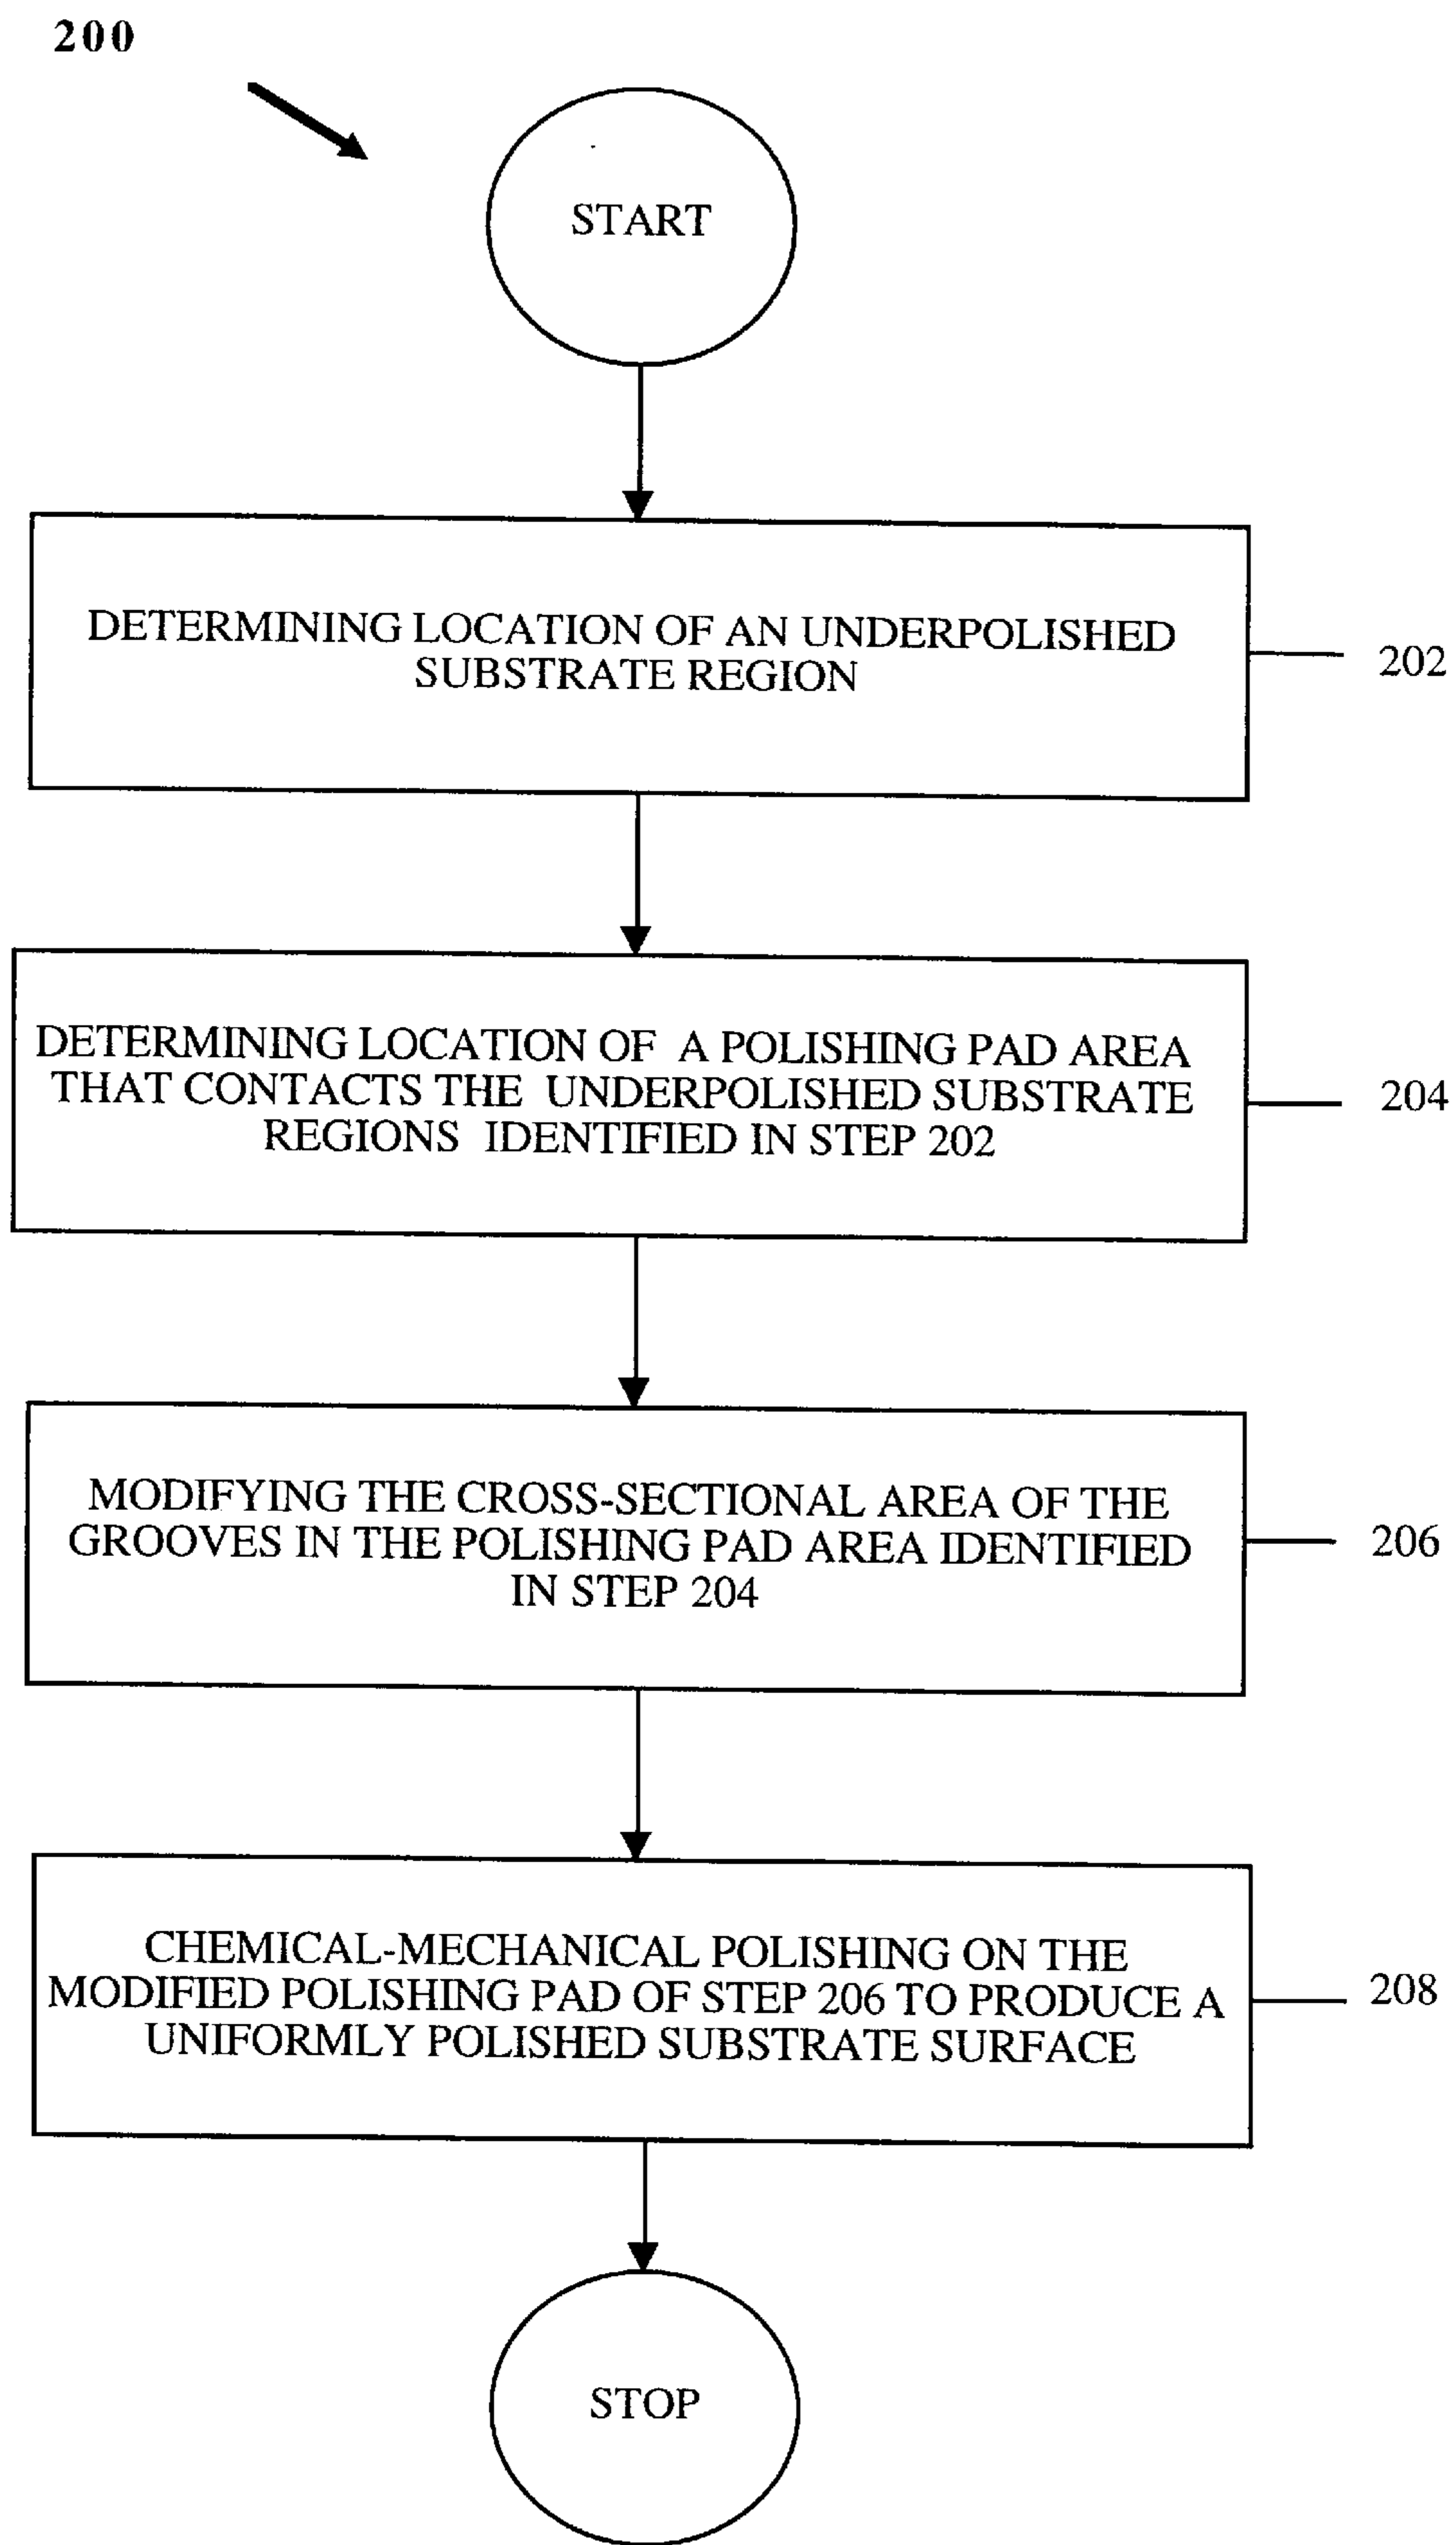 200
START
DETERMINING LOCATION OF AN UNDERPOLISHED
SUBSTRATE REGION
202
DETERMINING LOCATION OF A POLISHING PAD AREA
THAT CONTACTS THE UNDERPOLISHED SUBSTRATE
REGIONS IDENTIFIED IN STEP 202
204
MODIFYING THE CROSS-SECTIONAL AREA OF THE
GROOVES IN THE POLISHING PAD AREA IDENTIFIED
IN STEP 204
206
CHEMICAL-MECHANICAL POLISHING ON THE
MODIFIED POLISHING PAD OF STEP 206 TO PRODUCE A
UNIFORMLY POLISHED SUBSTRATE SURFACE
208
STOP